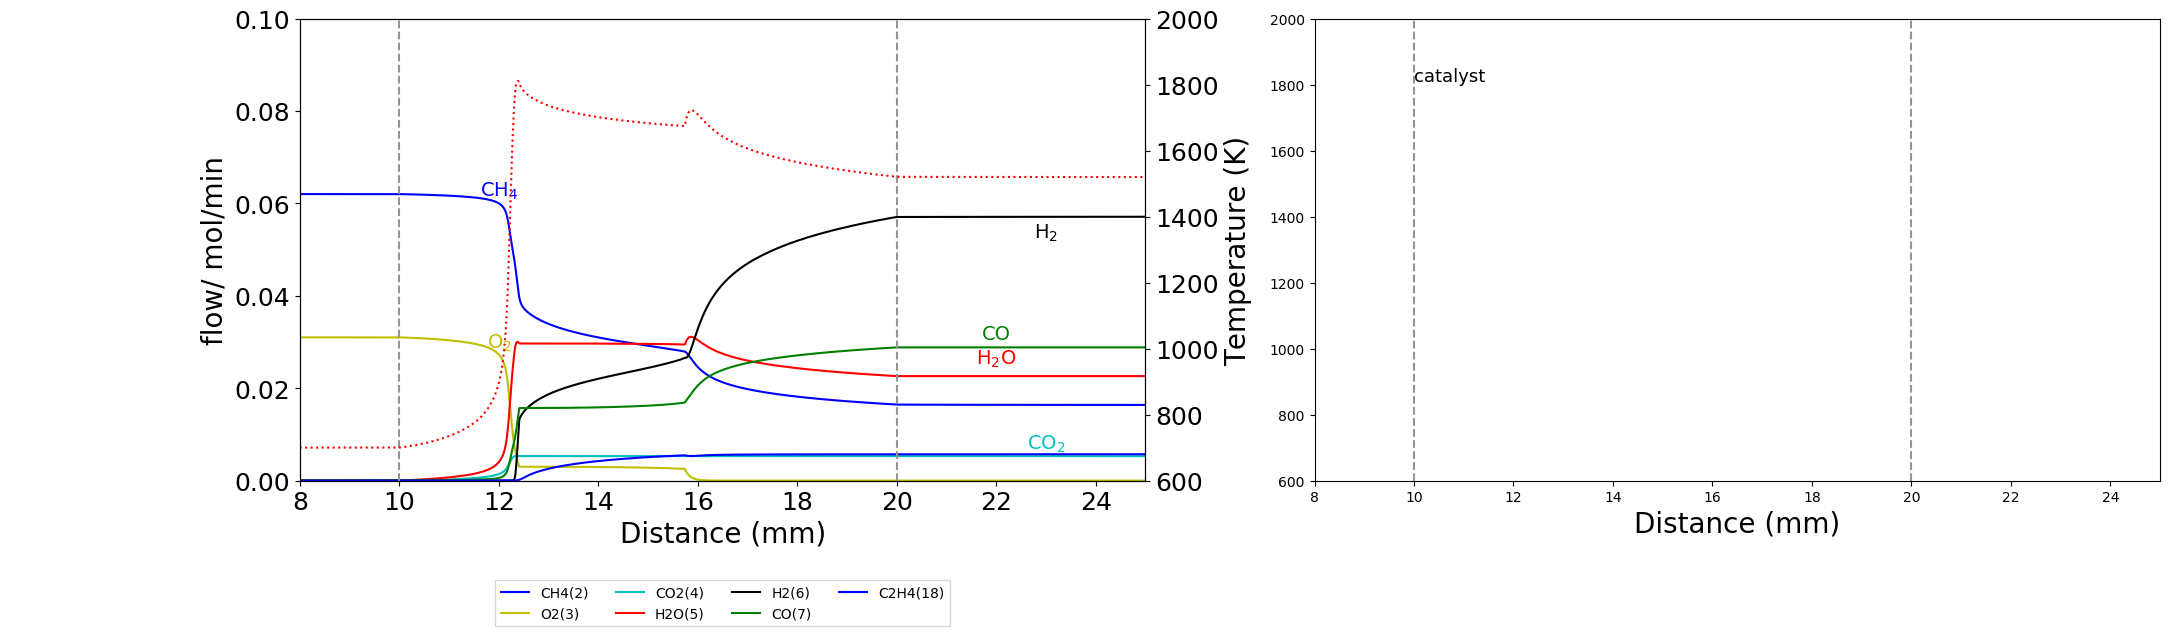 0.10
0.08
0.06
0.04
0.02
0.00
flow/ mol/min
CH₄
O₂
H₂
CO
H₂O
CO₂
2000
1800
1600
1400
1200
1000
800
600
Temperature (K)
8 10 12 14 16 18 20 22 24
Distance (mm)
CH4(2) CO2(4) H2(6) C2H4(18)
O2(3) H2O(5) CO(7)
2000
1800
1600
1400
1200
1000
800
600
catalyst
8 10 12 14 16 18 20 22 24
Distance (mm)